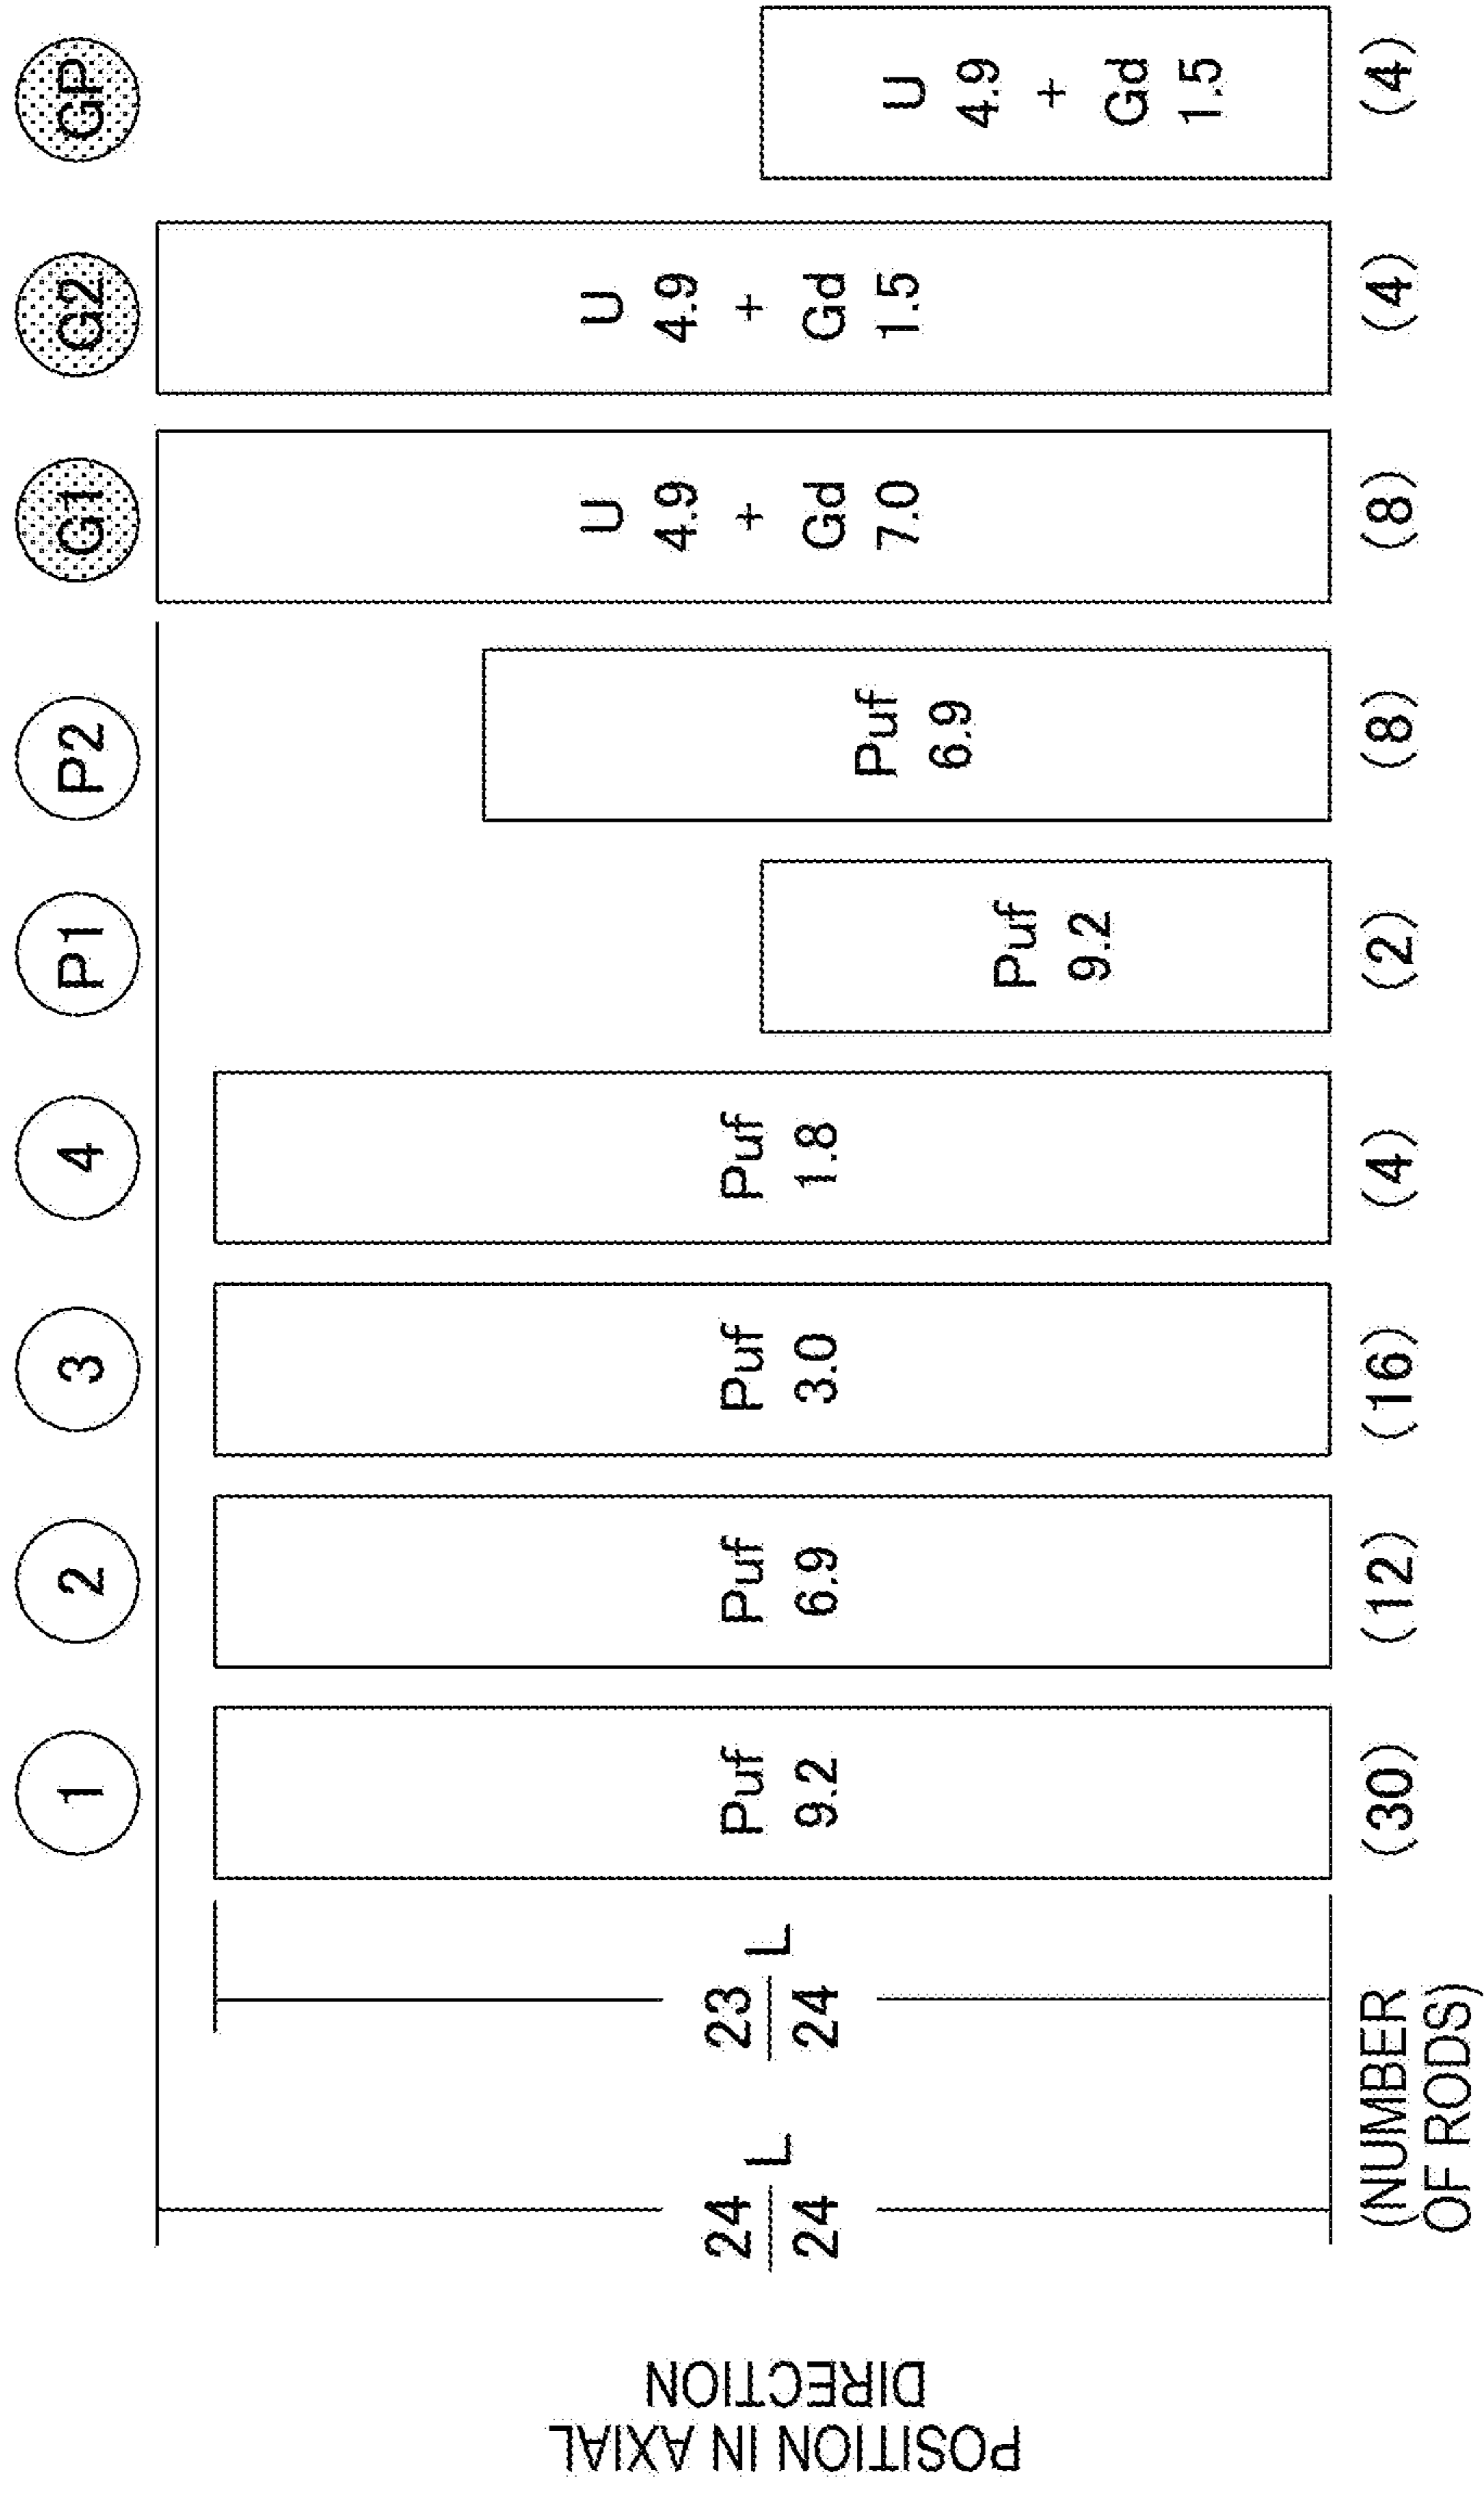 1
2
3
4
P1
P2
G1
G2
GP
POSITION IN AXIAL
DIRECTION
24
24
L
23
24
L
Puf
9.2
Puf
6.9
Puf
3.0
Puf
1.8
Puf
9.2
Puf
6.9
U
4.9
+
Gd
7.0
U
4.9
+
Gd
1.5
U
4.9
+
Gd
1.5
(NUMBER
OF RODS)
(30)
(12)
(16)
(4)
(2)
(8)
(8)
(4)
(4)